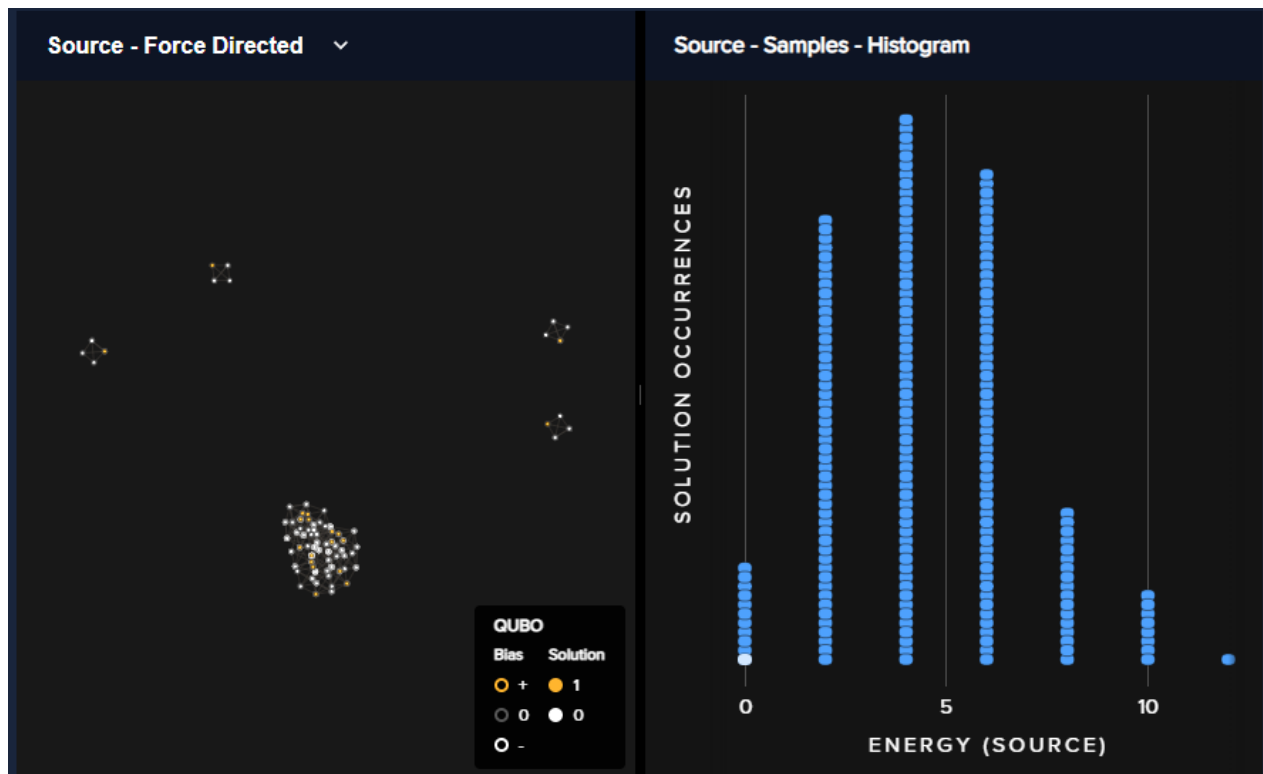 Source - Force Directed
QUBO
Bias Solution
+ 1
0 0
-
Source - Samples - Histogram
SOLUTION OCCURRENCES
0 5 10
ENERGY (SOURCE)